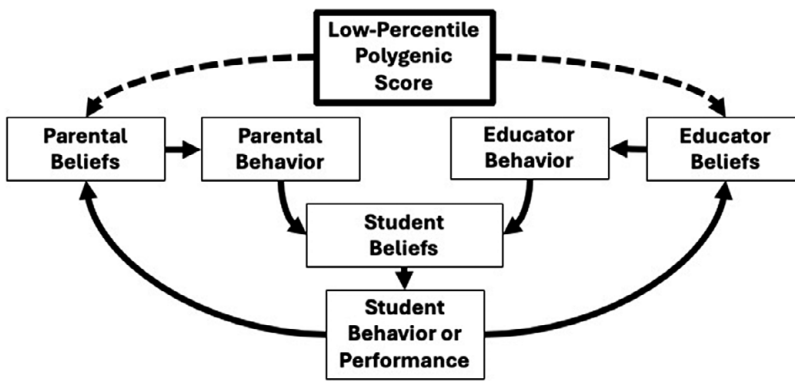 Low-Percentile
Polygenic
Score
Parental
Beliefs
Parental
Behavior
Educator
Behavior
Educator
Beliefs
Student
Beliefs
Student
Behavior or
Performance